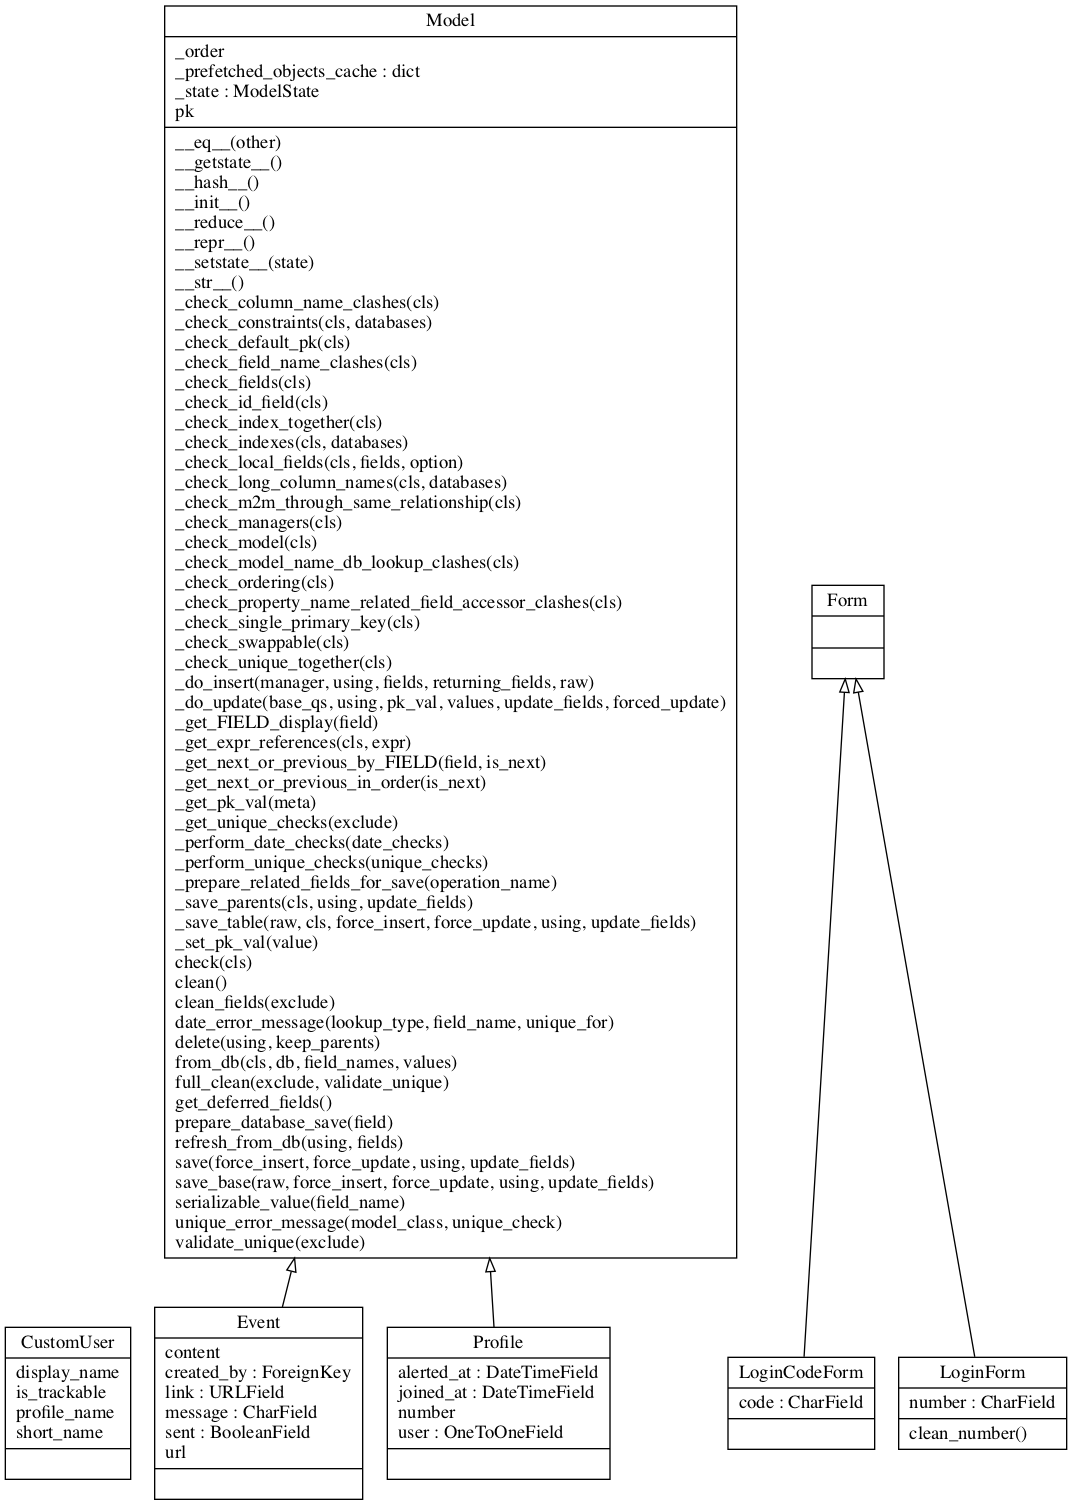 Model
_order
_prefetched_objects_cache : dict
_state : ModelState
pk
__eq__(other)
__getstate__()
__hash__()
__init__()
__reduce__()
__repr__()
__setstate__(state)
__str__()
_check_column_name_clashes(cls)
_check_constraints(cls, databases)
_check_default_pk(cls)
_check_field_name_clashes(cls)
_check_fields(cls)
_check_id_field(cls)
_check_index_together(cls)
_check_indexes(cls, databases)
_check_local_fields(cls, fields, option)
_check_long_column_names(cls, databases)
_check_m2m_through_same_relationship(cls)
_check_managers(cls)
_check_model(cls)
_check_model_name_db_lookup_clashes(cls)
_check_ordering(cls)
_check_property_name_related_field_accessor_clashes(cls)
_check_single_primary_key(cls)
_check_swappable(cls)
_check_unique_together(cls)
_do_insert(manager, using, fields, returning_fields, raw)
_do_update(base_qs, using, pk_val, values, update_fields, forced_update)
_get_FIELD_display(field)
_get_expr_references(cls, expr)
_get_next_or_previous_by_FIELD(field, is_next)
_get_next_or_previous_in_order(is_next)
_get_pk_val(meta)
_get_unique_checks(exclude)
_perform_date_checks(date_checks)
_perform_unique_checks(unique_checks)
_prepare_related_fields_for_save(operation_name)
_save_parents(cls, using, update_fields)
_save_table(raw, cls, force_insert, force_update, using, update_fields)
_set_pk_val(value)
check(cls)
clean()
clean_fields(exclude)
date_error_message(lookup_type, field_name, unique_for)
delete(using, keep_parents)
from_db(cls, db, field_names, values)
full_clean(exclude, validate_unique)
get_deferred_fields()
prepare_database_save(field)
refresh_from_db(using, fields)
save(force_insert, force_update, using, update_fields)
save_base(raw, force_insert, force_update, using, update_fields)
serializable_value(field_name)
unique_error_message(model_class, unique_check)
validate_unique(exclude)
Form
CustomUser
display_name
is_trackable
profile_name
short_name
Event
content
created_by : ForeignKey
link : URLField
message : CharField
sent : BooleanField
url
Profile
alerted_at : DateTimeField
joined_at : DateTimeField
number
user : OneToOneField
LoginCodeForm
code : CharField
LoginForm
number : CharField
clean_number()